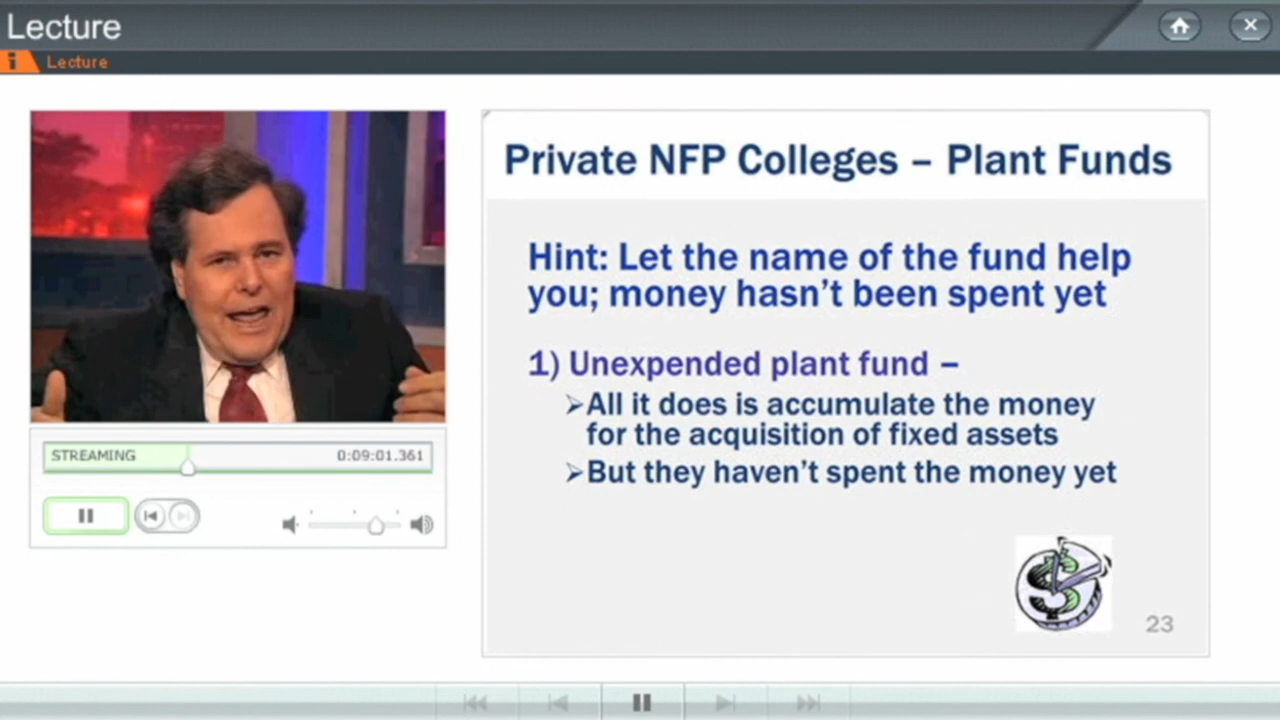 Lecture
i Lecture
Private NFP Colleges – Plant Funds
Hint: Let the name of the fund help
you; money hasn't been spent yet
1) Unexpended plant fund –
➢All it does is accumulate the money
for the acquisition of fixed assets
➢But they haven't spent the money yet
STREAMING 0:09:01.361
$
23